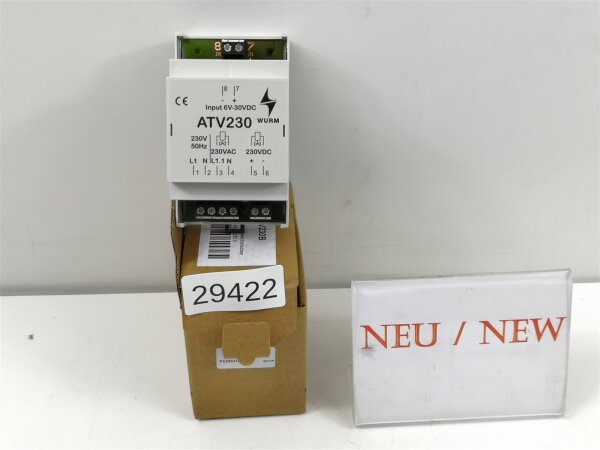 8 7
8 7
- +
Input 6V-30VDC
WURM
ATV230
230V
50Hz
230VAC
230VDC
L1 N L1.1 N + -
1 2 3 4 5 6
V230B
29422
NEU / NEW